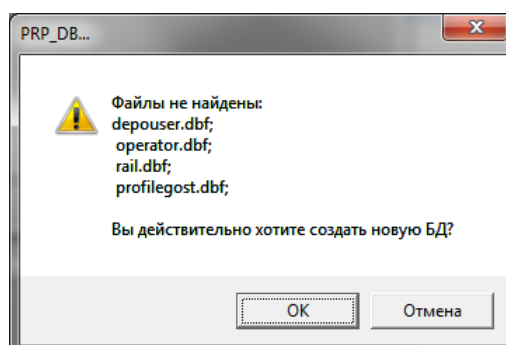 PRP_DB...
Файлы не найдены:
depouser.dbf;
operator.dbf;
rail.dbf;
profilegost.dbf;
Вы действительно хотите создать новую БД?
OK
Отмена